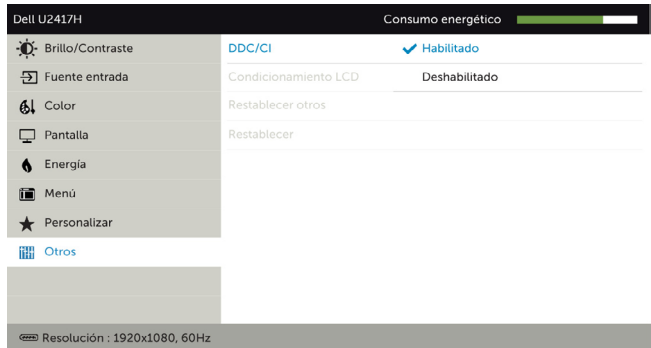 Dell U2417H Consumo energético
Brillo/Contraste DDC/CI Habilitado
Fuente entrada Condicionamiento LCD Deshabilitado
Color Restablecer otros
Pantalla Restablecer
Energía
Menú
Personalizar
Otros
Resolución : 1920x1080, 60Hz